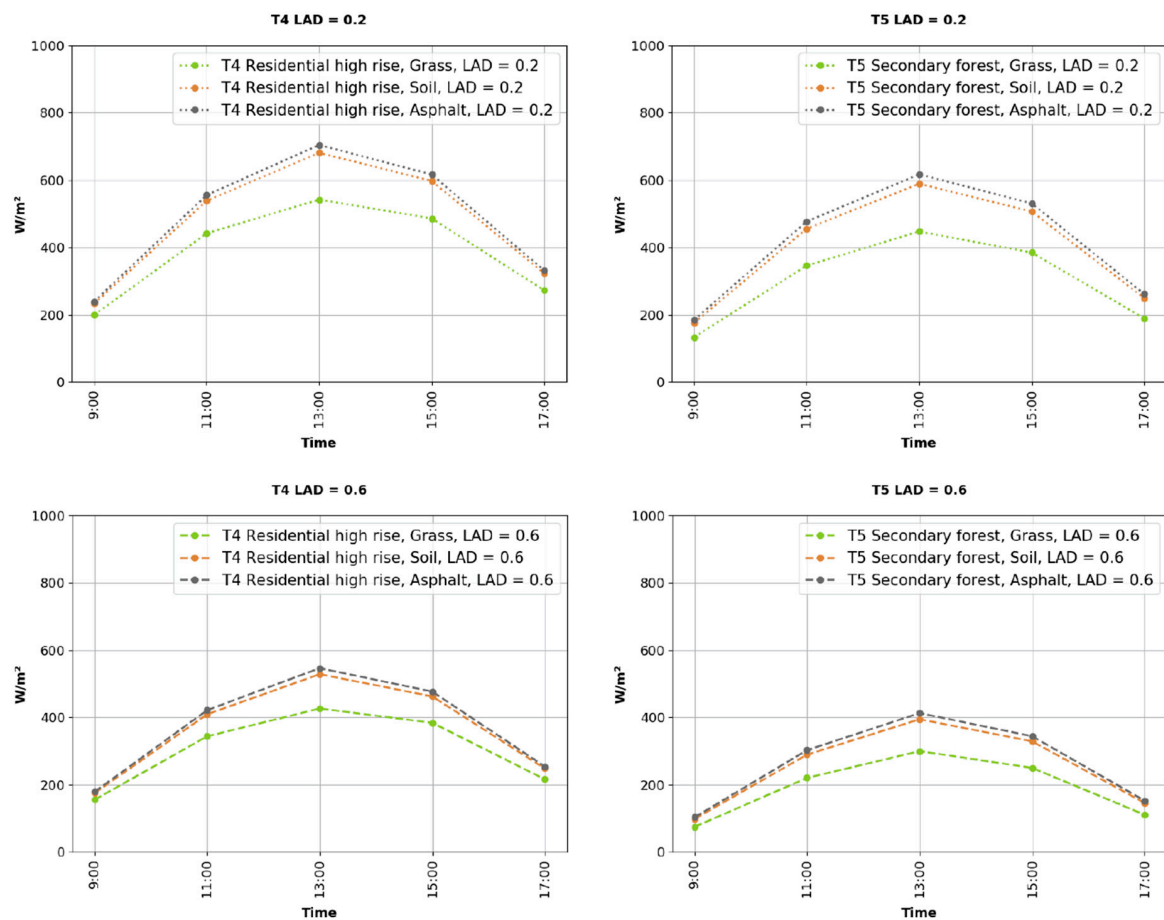 T4 LAD = 0.2
1000
800
600
400
200
0
W/m²
T4 Residential high rise, Grass, LAD = 0.2
T4 Residential high rise, Soil, LAD = 0.2
T4 Residential high rise, Asphalt, LAD = 0.2
9:00
11:00
13:00
15:00
17:00
Time
T5 LAD = 0.2
1000
800
600
400
200
0
W/m²
T5 Secondary forest, Grass, LAD = 0.2
T5 Secondary forest, Soil, LAD = 0.2
T5 Secondary forest, Asphalt, LAD = 0.2
9:00
11:00
13:00
15:00
17:00
Time
T4 LAD = 0.6
1000
800
600
400
200
0
W/m²
T4 Residential high rise, Grass, LAD = 0.6
T4 Residential high rise, Soil, LAD = 0.6
T4 Residential high rise, Asphalt, LAD = 0.6
9:00
11:00
13:00
15:00
17:00
Time
T5 LAD = 0.6
1000
800
600
400
200
0
W/m²
T5 Secondary forest, Grass, LAD = 0.6
T5 Secondary forest, Soil, LAD = 0.6
T5 Secondary forest, Asphalt, LAD = 0.6
9:00
11:00
13:00
15:00
17:00
Time